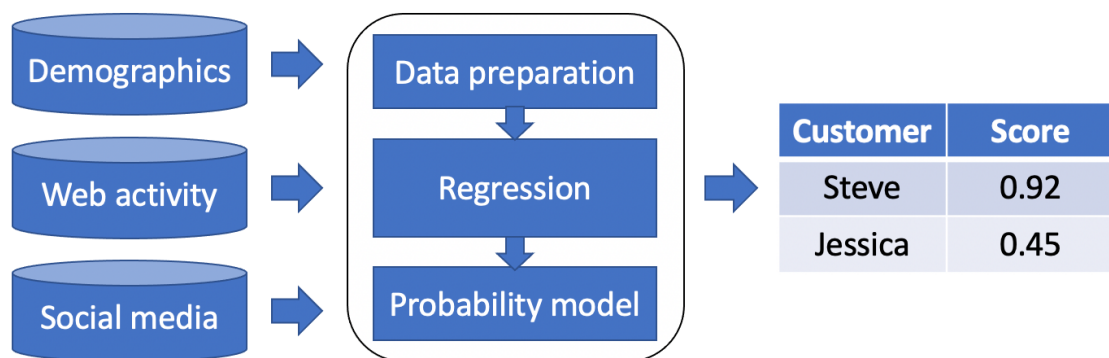 Demographics
Web activity
Social media
Data preparation
Regression
Probability model
Customer Score
Steve 0.92
Jessica 0.45